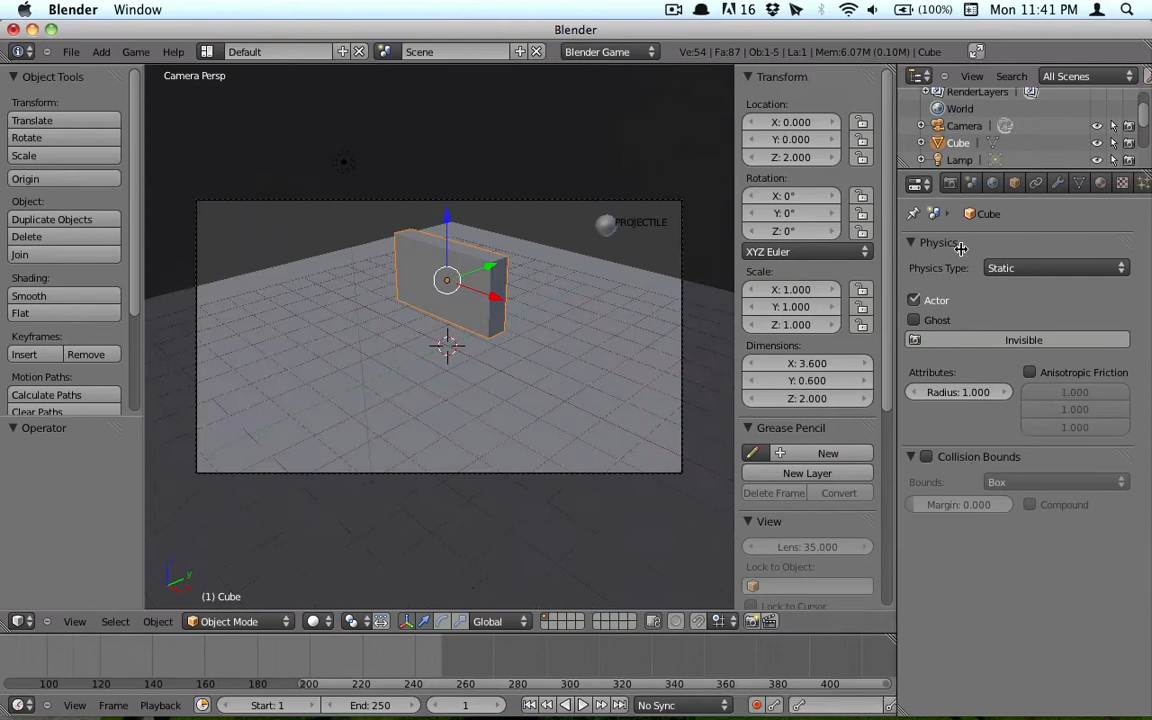 Blender Window 16 (100%) Mon 11:41 PM
Blender
File Add Game Help Default Scene Blender Game Ve:54 | Fa:87 | Ob:1-5 | La:1 | Mem:6.07M (0.10M) | Cube
Object Tools
Transform:
Translate
Rotate
Scale
Origin
Object:
Duplicate Objects
Delete
Join
Shading:
Smooth
Flat
Keyframes:
Insert Remove
Motion Paths:
Calculate Paths
Clear Paths
Operator
Camera Persp
PROJECTILE
z
y
x
(1) Cube
Transform
Location:
X: 0.000
Y: 0.000
Z: 2.000
Rotation:
X: 0°
Y: 0°
Z: 0°
XYZ Euler
Scale:
X: 1.000
Y: 1.000
Z: 1.000
Dimensions:
X: 3.600
Y: 0.600
Z: 2.000
Grease Pencil
New
New Layer
Delete Frame Convert
View
Lens: 35.000
Lock to Object:
Lock to Cursor
View Search All Scenes
RenderLayers
World
Camera
Cube
Lamp
Cube
Physics
Physics Type: Static
Actor
Ghost
Invisible
Attributes: Anisotropic Friction
Radius: 1.000 1.000
1.000
1.000
Collision Bounds
Bounds: Box
Margin: 0.000 Compound
View Select Object Object Mode Global
100 120 140 160 180 200 220 240 260 280 300 320 340 360 380 400
View Frame Playback Start: 1 End: 250 1 No Sync